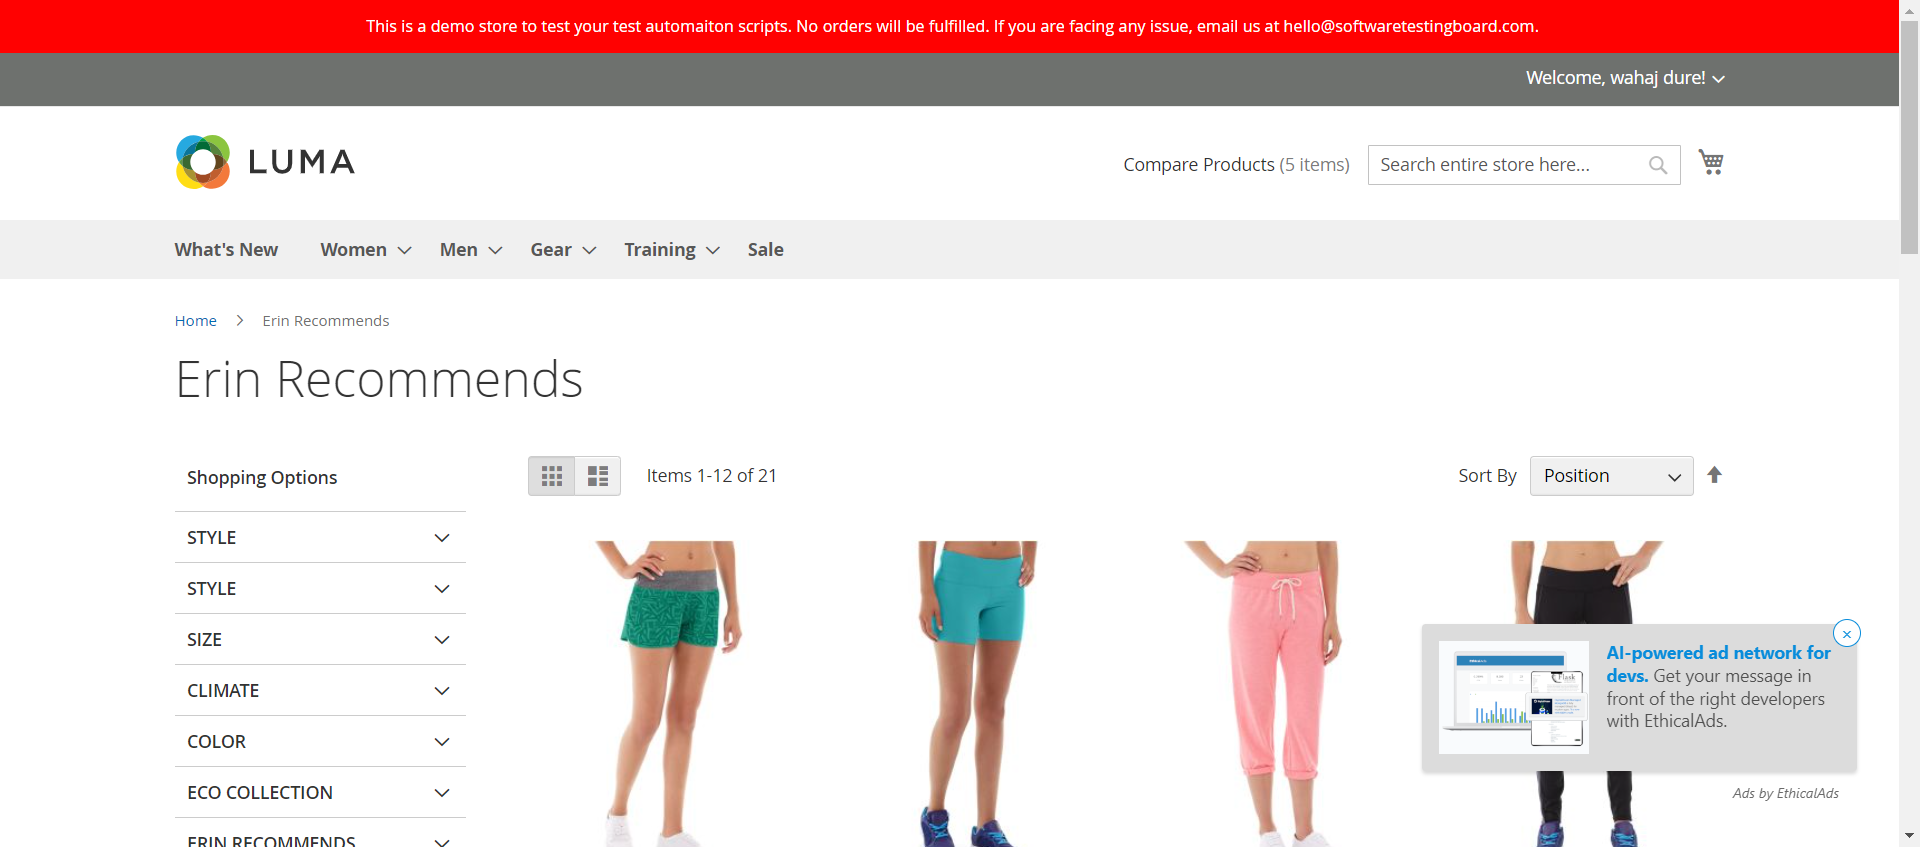 This is a demo store to test your test automaiton scripts. No orders will be fulfilled. If you are facing any issue, email us at hello@softwaretestingboard.com.
Welcome, wahaj dure!
LUMA
Compare Products (5 items)
Search entire store here...
What's New
Women
Men
Gear
Training
Sale
Home
Erin Recommends
Erin Recommends
Shopping Options
Items 1-12 of 21
Sort By
Position
STYLE
STYLE
SIZE
CLIMATE
COLOR
ECO COLLECTION
ERIN RECOMMENDS
AI-powered ad network for
devs. Get your message in
front of the right developers
with EthicalAds.
Ads by EthicalAds